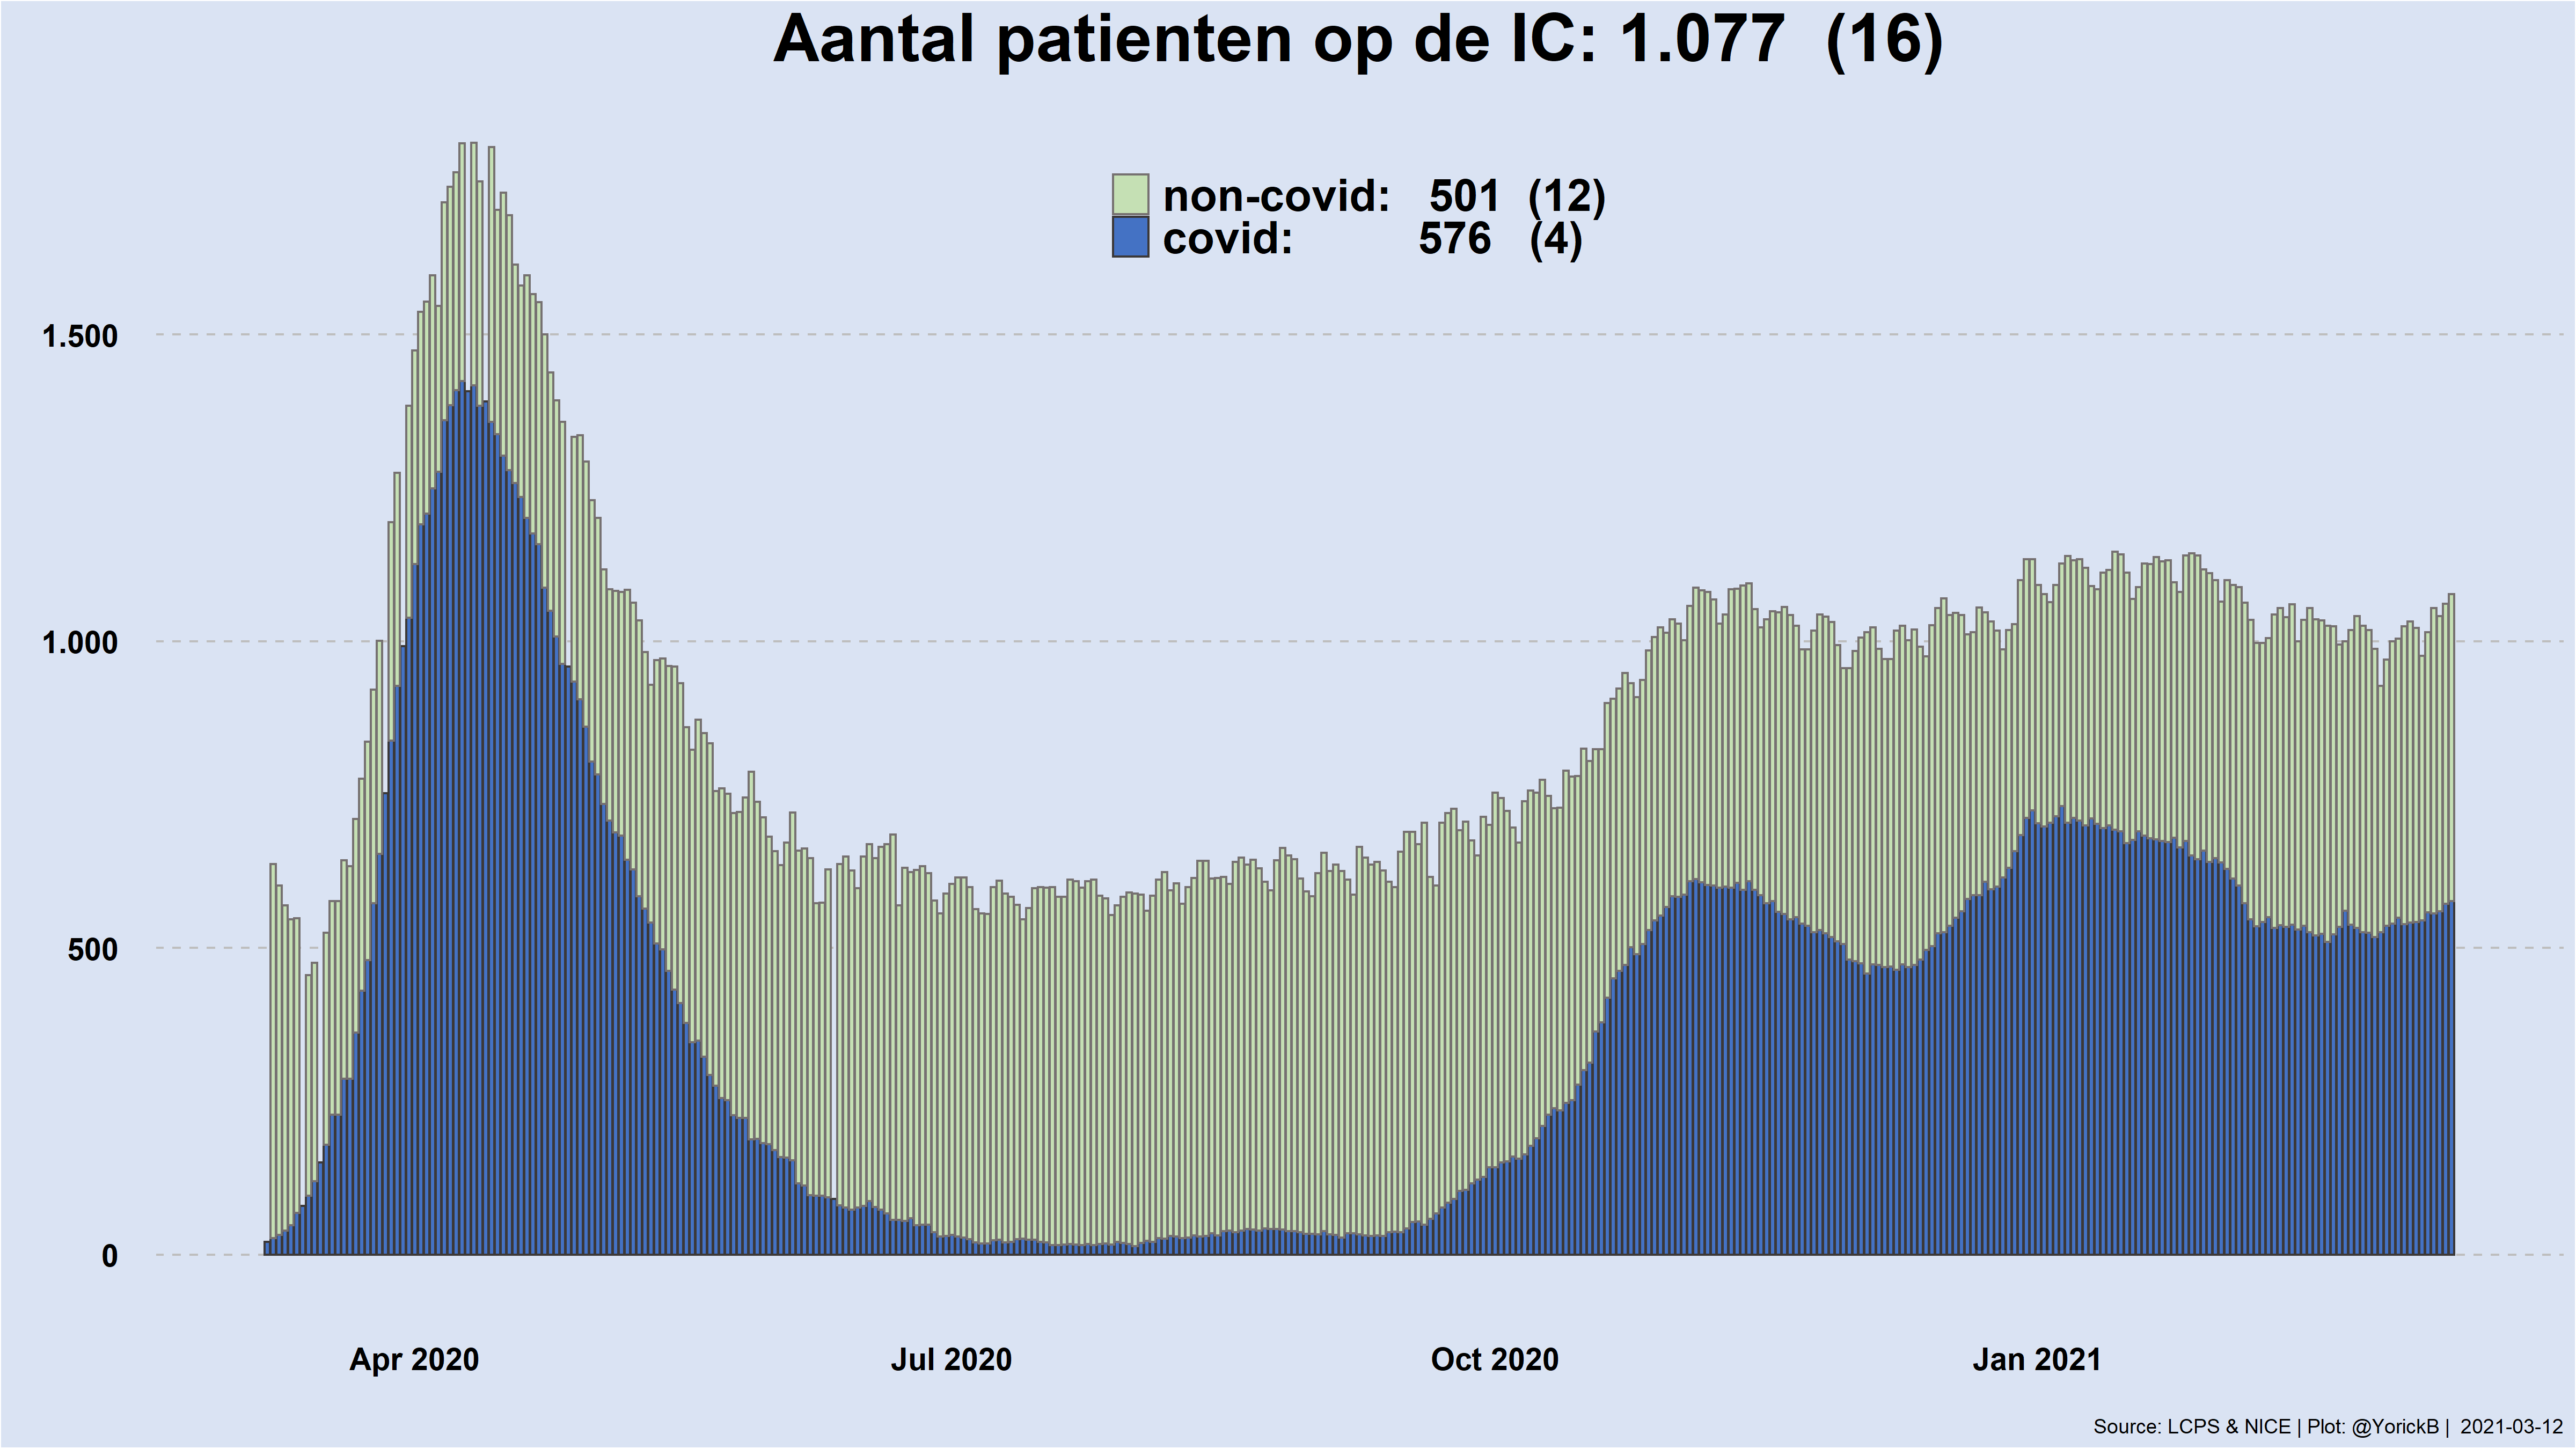 Aantal patienten op de IC: 1.077 (16)
non-covid: 501 (12)
covid: 576 (4)
1.500
1.000
500
0
Apr 2020 Jul 2020 Oct 2020 Jan 2021
Source: LCPS & NICE | Plot: @YorickB | 2021-03-12